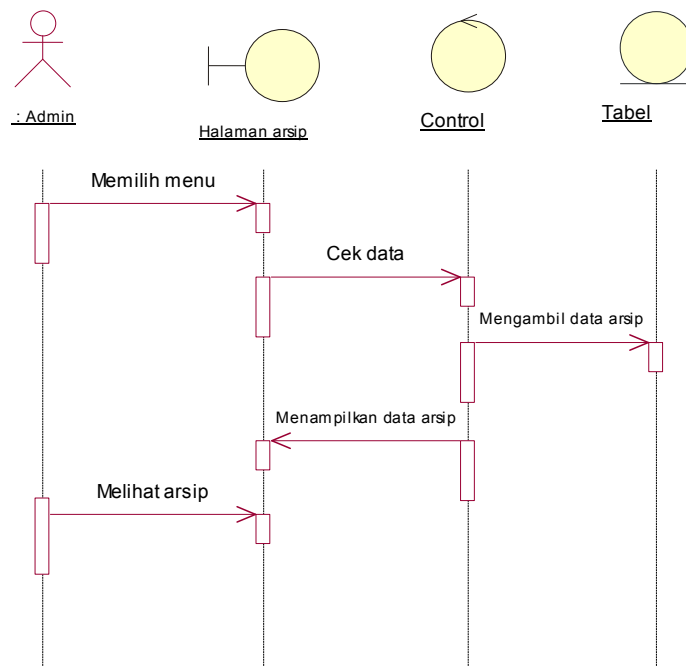 : Admin
Halaman arsip
Control
Tabel
Memilih menu
Cek data
Mengambil data arsip
Menampilkan data arsip
Melihat arsip